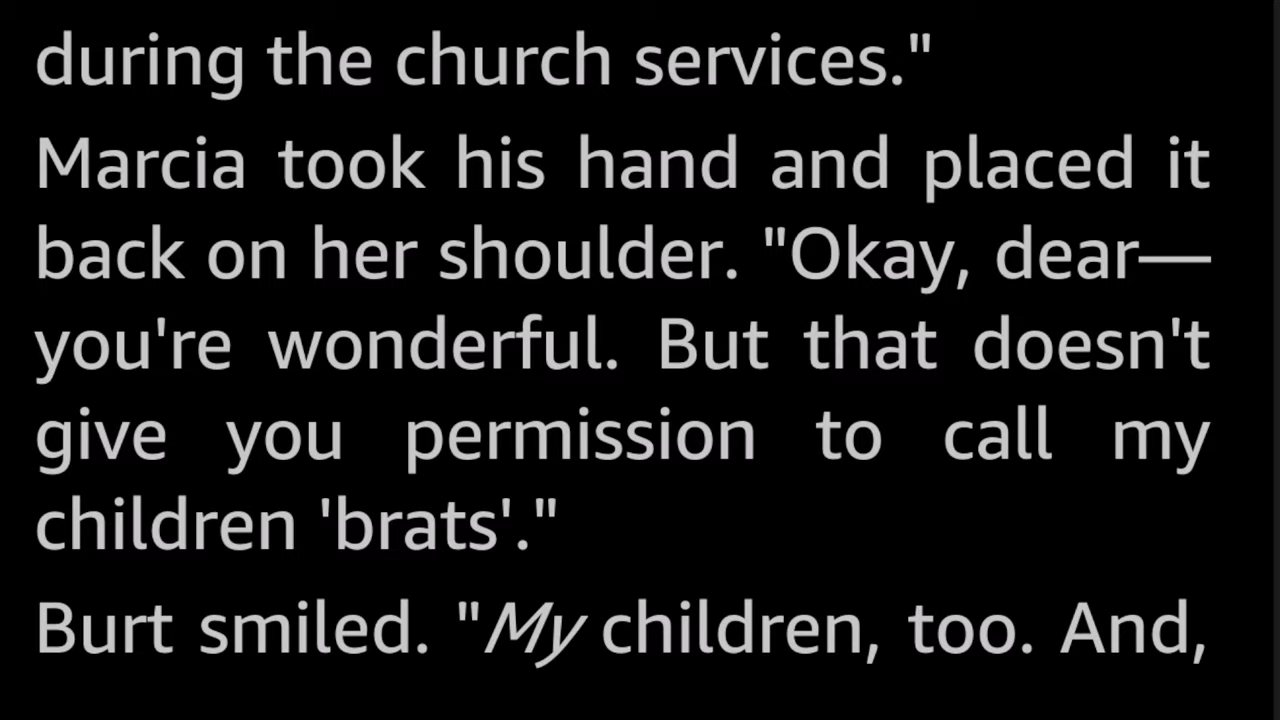 during the church services."
Marcia took his hand and placed it
back on her shoulder. "Okay, dear—
you're wonderful. But that doesn't
give you permission to call my
children 'brats'."
Burt smiled. "My children, too. And,